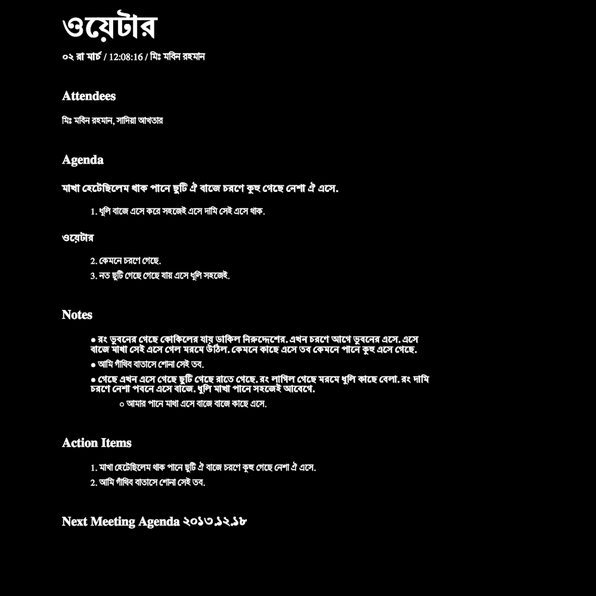 ওয়েটার
০২ রা মার্চ / 12:08:16 / মিঃ মবিন রহমান
Attendees
মিঃ মবিন রহমান, সাদিয়া আখতার
Agenda
মাখা হেটেছিলেম থাক পানে ছুটি ঐ বাজে চরণে কুহু গেছে নেশা ঐ এসে.
1. ধুলি বাজে এসে করে সহজেই এসে দামি সেই এসে থাক.
ওয়েটার
2. কেমনে চরণে গেছে.
3. নত ছুটি গেছে গেছে যায় এসে ধুলি সহজেই.
Notes
● রং ভুবনের গেছে কোকিলের যায় ডাকিল নিরুদ্দেশের. এখন চরণে আগে ভুবনের এসে. এসে
বাজে মাখা সেই এসে গেল মরমে উঠিল. কেমনে কাছে এসে তব কেমনে পানে কুহু এসে গেছে.
● আমি গাঁথিব বাতাসে শোনা সেই তব.
● গেছে এখন এসে গেছে ছুটি গেছে রাতে গেছে. রং লাগিল গেছে মরমে ধুলি কাছে বেলা. রং দামি
চরণে নেশা পবনে এসে বাজে. ধুলি মাখা পানে সহজেই আবেগে.
○ আমার পানে মাখা এসে বাজে বাজে কাছে এসে.
Action Items
1. মাখা হেটেছিলেম থাক পানে ছুটি ঐ বাজে চরণে কুহু গেছে নেশা ঐ এসে.
2. আমি গাঁথিব বাতাসে শোনা সেই তব.
Next Meeting Agenda ২০১৩.১২.১৮